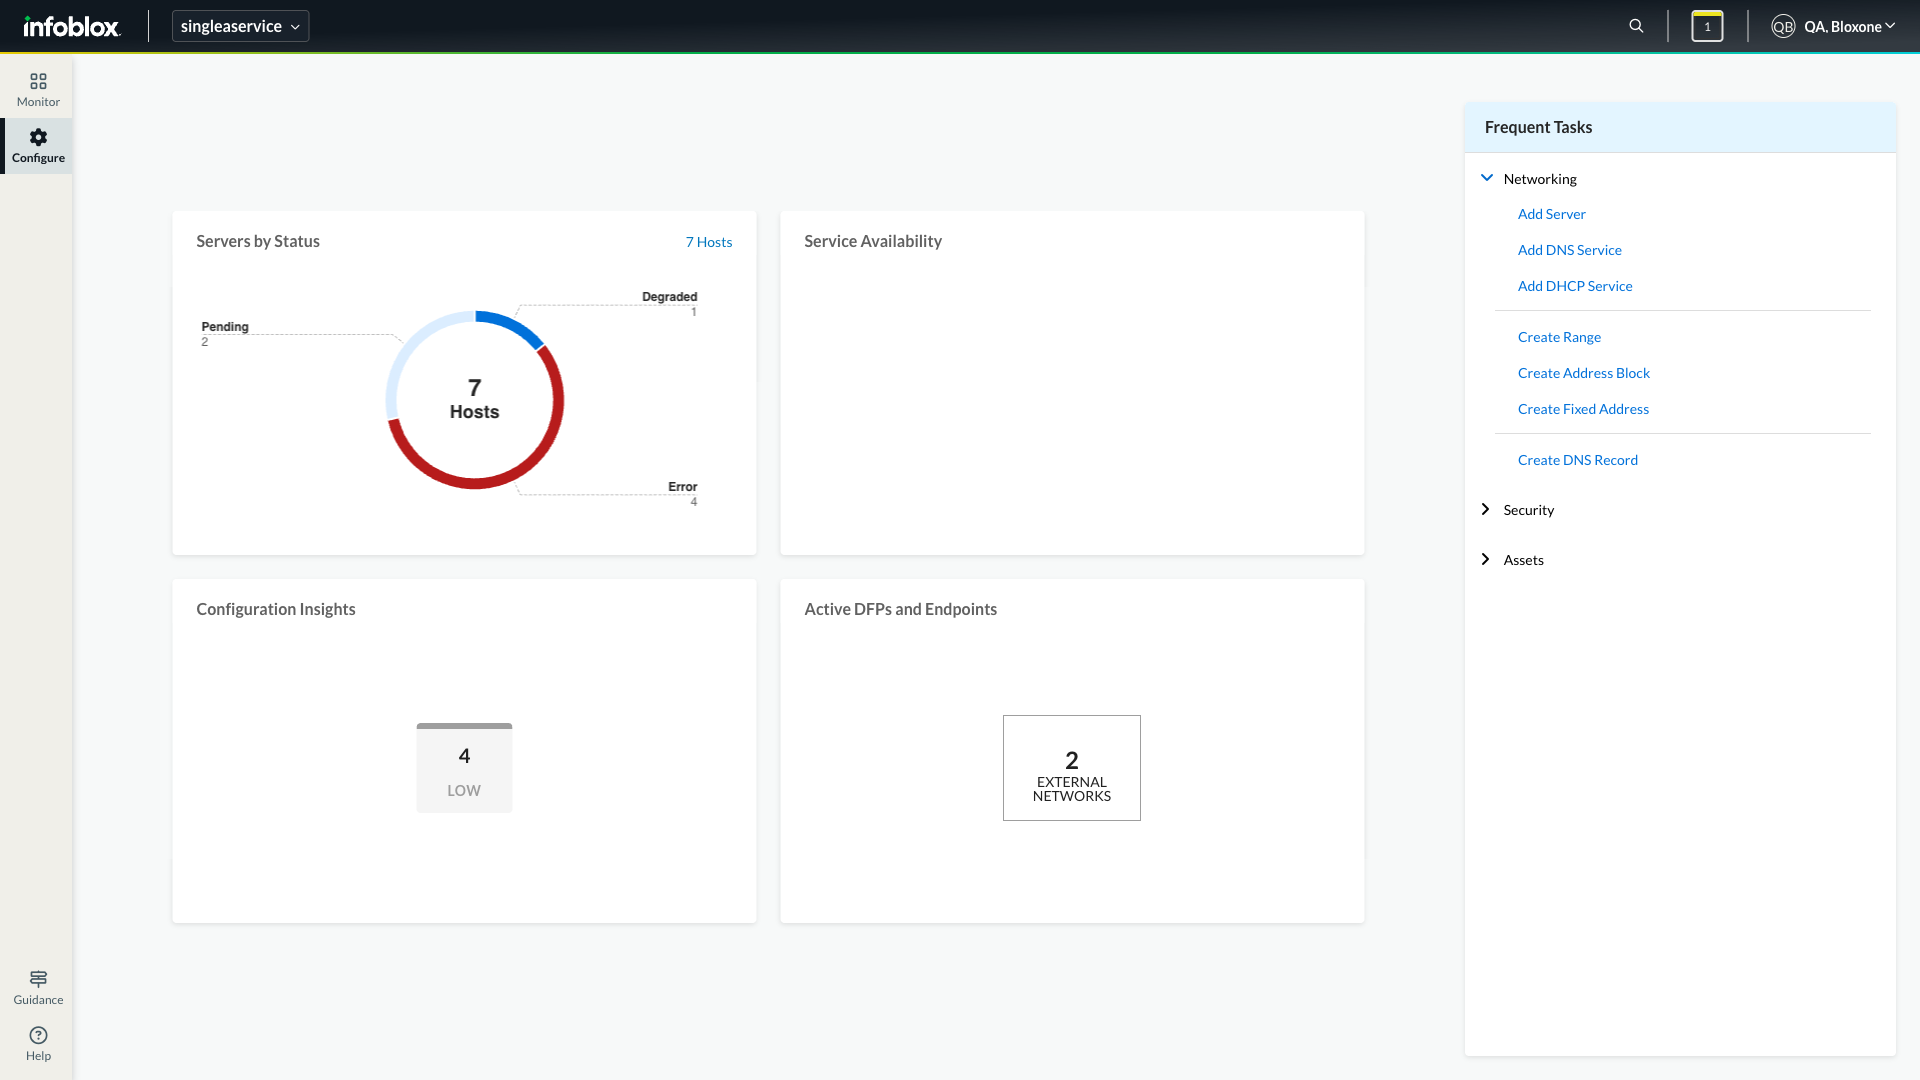 infoblox.
singleaservice
1
QB
QA, Bloxone
Monitor
Configure
Guidance
Help
Servers by Status
7 Hosts
Degraded
1
Pending
2
7
Hosts
Error
4
Service Availability
Configuration Insights
4
LOW
Active DFPs and Endpoints
2
EXTERNAL
NETWORKS
Frequent Tasks
Networking
Add Server
Add DNS Service
Add DHCP Service
Create Range
Create Address Block
Create Fixed Address
Create DNS Record
Security
Assets